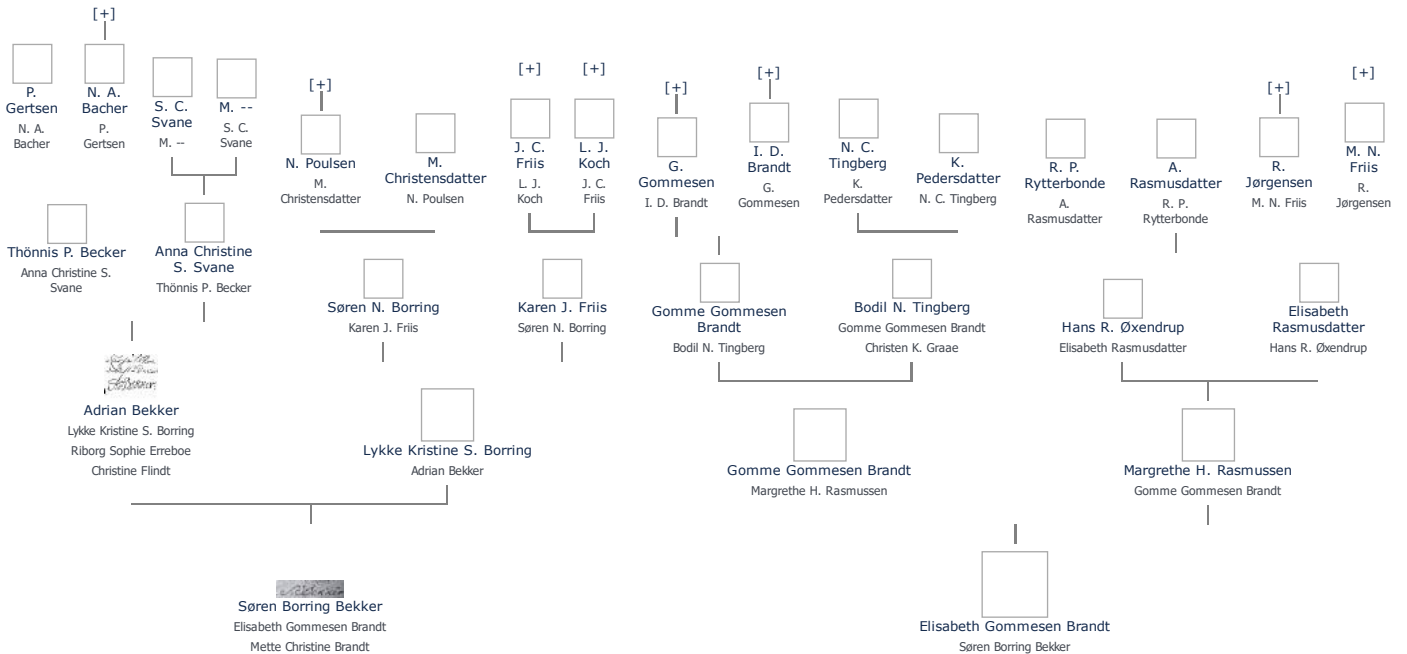 [+]
P.
Gertsen
N. A.
Bacher
N. A.
Bacher
P.
Gertsen
S. C.
Svane
M. --
M. --
S. C.
Svane
[+]
N. Poulsen
M.
Christensdatter
M.
Christensdatter
N. Poulsen
[+]
J. C.
Friis
L. J.
Koch
[+]
L. J.
Koch
J. C.
Friis
[+]
G.
Gommesen
I. D. Brandt
[+]
I. D.
Brandt
G.
Gommesen
N. C.
Tingberg
K.
Pedersdatter
K.
Pedersdatter
N. C. Tingberg
R. P.
Rytterbonde
A.
Rasmusdatter
A.
Rasmusdatter
R. P.
Rytterbonde
[+]
R.
Jørgensen
M. N. Friis
[+]
M. N.
Friis
R.
Jørgensen
Thönnis P. Becker
Anna Christine S.
Svane
Anna Christine
S. Svane
Thönnis P. Becker
Søren N. Borring
Karen J. Friis
Karen J. Friis
Søren N. Borring
Gomme Gommesen
Brandt
Bodil N. Tingberg
Bodil N. Tingberg
Gomme Gommesen Brandt
Christen K. Graae
Hans R. Øxendrup
Elisabeth Rasmusdatter
Elisabeth
Rasmusdatter
Hans R. Øxendrup
Adrian Bekker
Lykke Kristine S. Borring
Riborg Sophie Erreboe
Christine Flindt
Lykke Kristine S. Borring
Adrian Bekker
Gomme Gommesen Brandt
Margrethe H. Rasmussen
Margrethe H. Rasmussen
Gomme Gommesen Brandt
Søren Borring Bekker
Elisabeth Gommesen Brandt
Mette Christine Brandt
Elisabeth Gommesen Brandt
Søren Borring Bekker